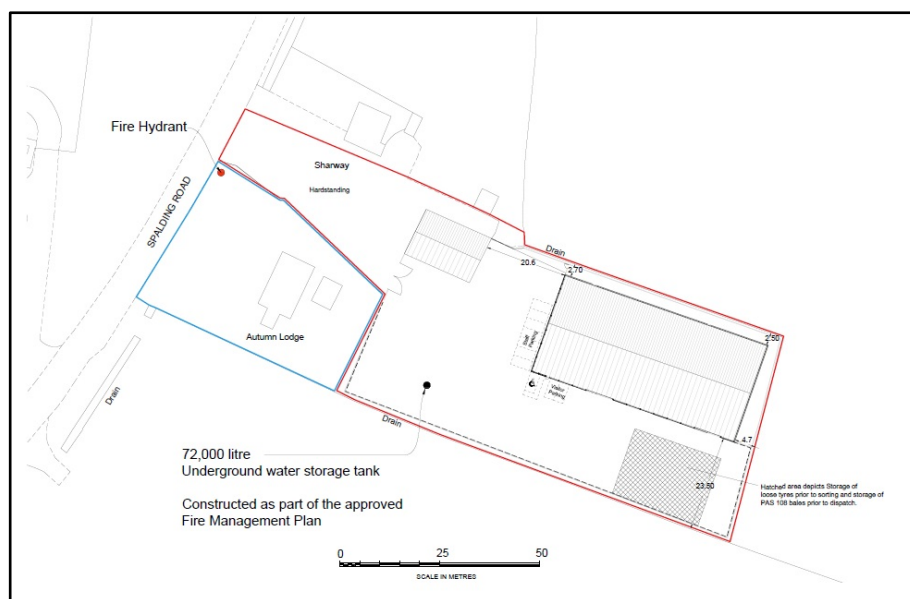 Fire Hydrant
SPALDING ROAD
Sharway
Hardstanding
Drain
20.6
2.70
2.50
Staff
Parking
Visitor
Parking
Autumn Lodge
Drain
Drain
4.7
23.50
72,000 litre
Underground water storage tank
Constructed as part of the approved
Fire Management Plan
Hatched area depicts Storage of
loose tyres prior to sorting and storage of
PAS 108 bales prior to dispatch.
0
25
50
SCALE IN METRES